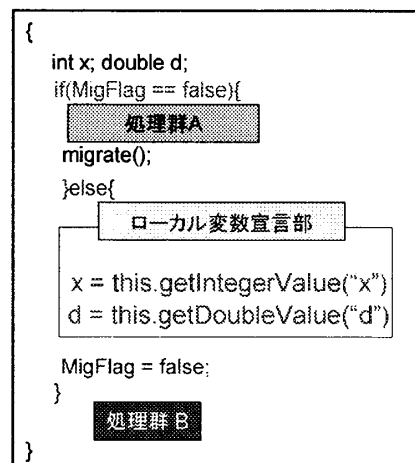 {
int x; double d;
if(MigFlag == false){
処理群A
migrate();
}else{
ローカル変数宣言部
x = this.getIntegerValue("x")
d = this.getDoubleValue("d")
MigFlag = false;
}
処理群 B
}